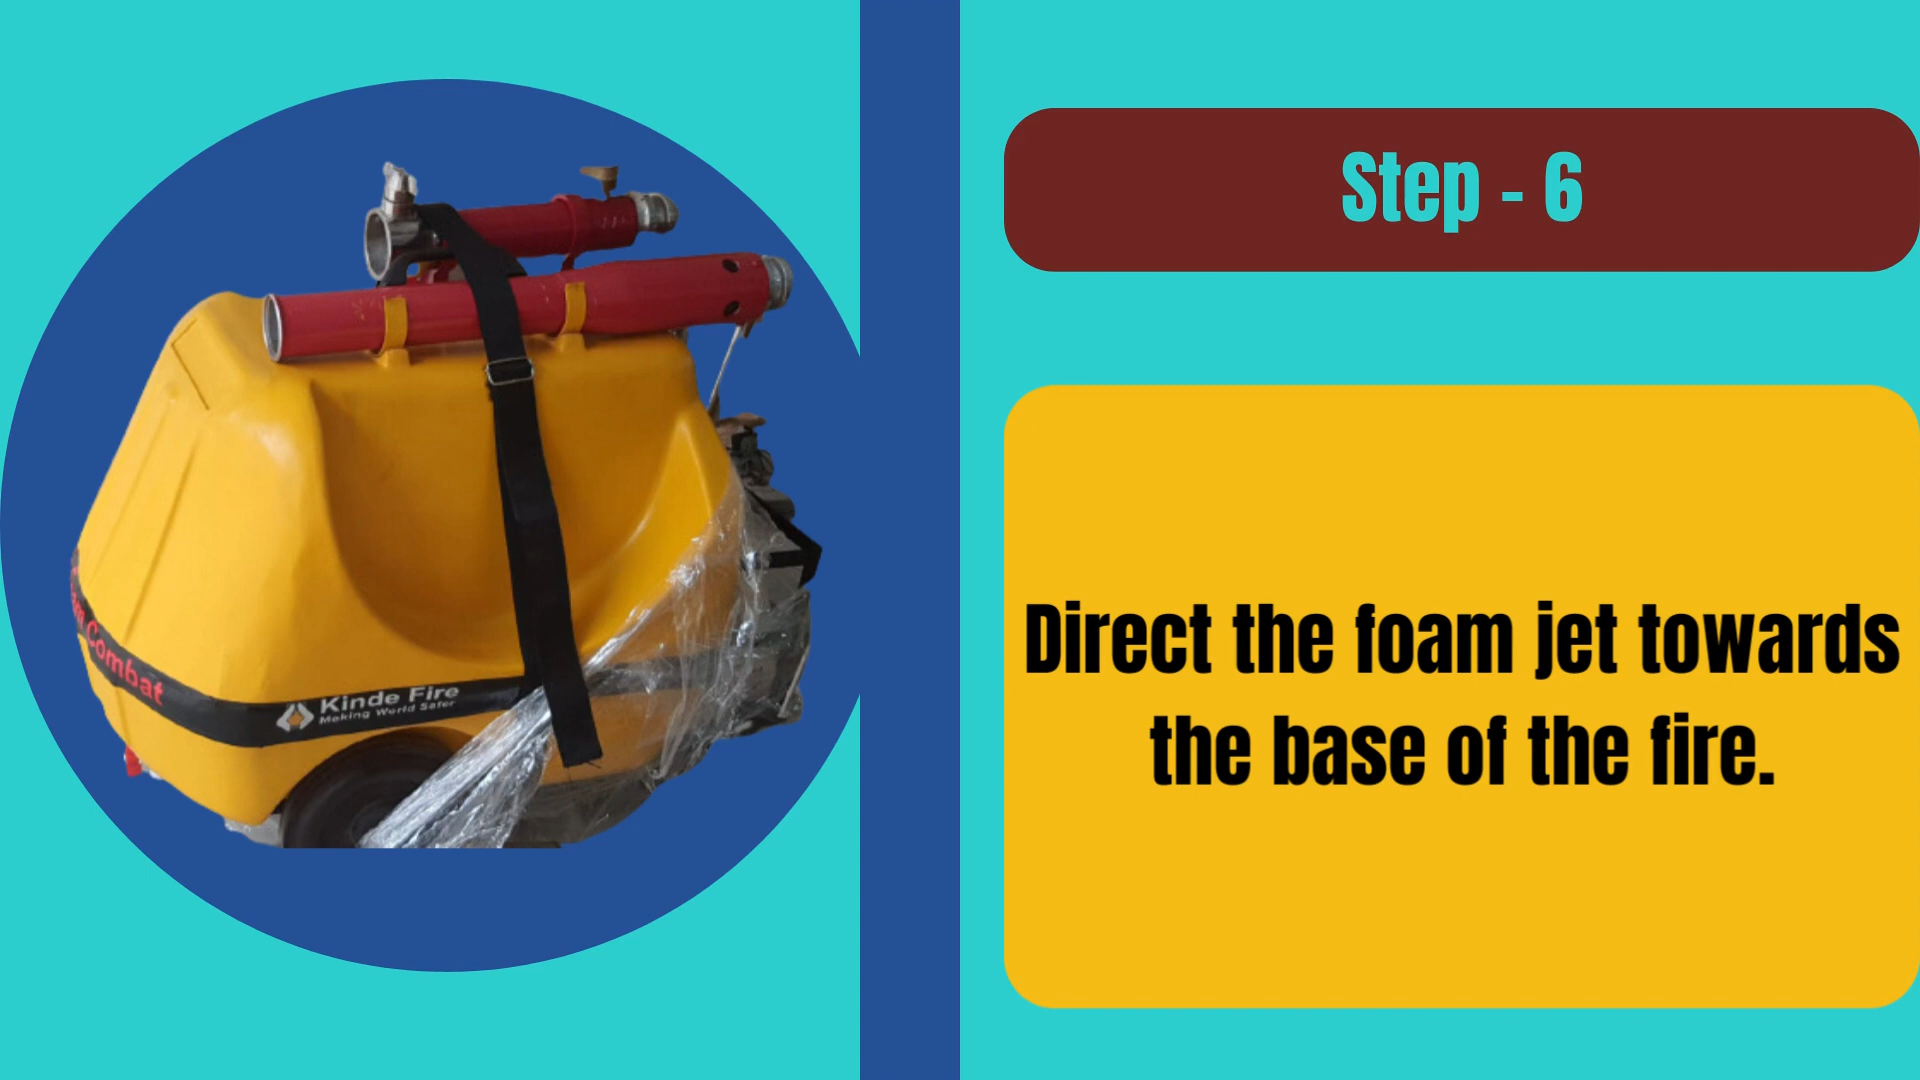 Step - 6
Direct the foam jet towards
the base of the fire.
Combat
Kinde Fire
Making World Safer